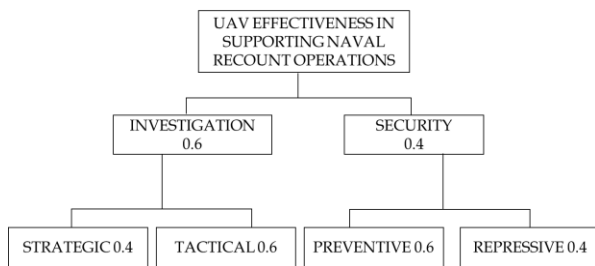 UAV EFFECTIVENESS IN
SUPPORTING NAVAL
RECOUNT OPERATIONS
INVESTIGATION
0.6
SECURITY
0.4
STRATEGIC 0.4
TACTICAL 0.6
PREVENTIVE 0.6
REPRESSIVE 0.4